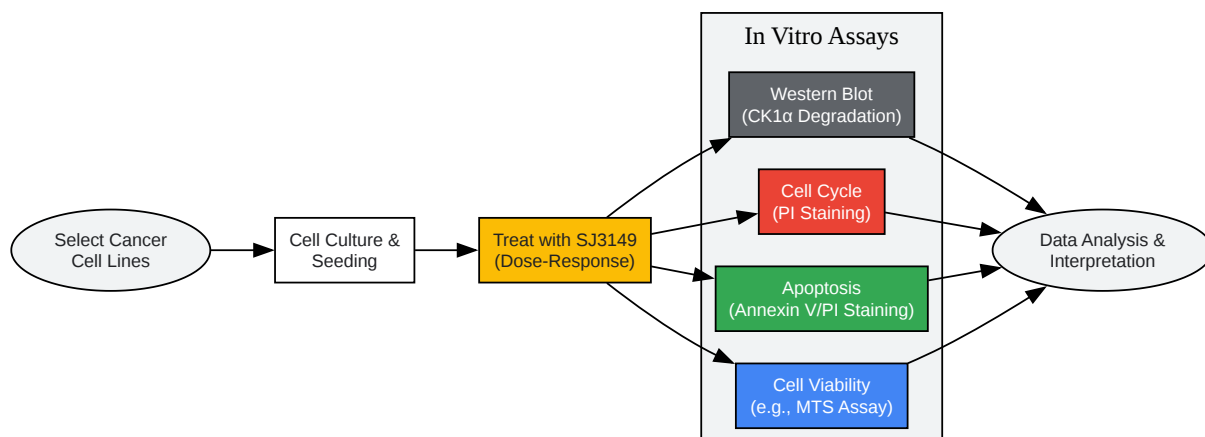 Select Cancer
Cell Lines
Cell Culture &
Seeding
Treat with SJ3149
(Dose-Response)
In Vitro Assays
Western Blot
(CK1α Degradation)
Cell Cycle
(PI Staining)
Apoptosis
(Annexin V/PI Staining)
Cell Viability
(e.g., MTS Assay)
Data Analysis &
Interpretation